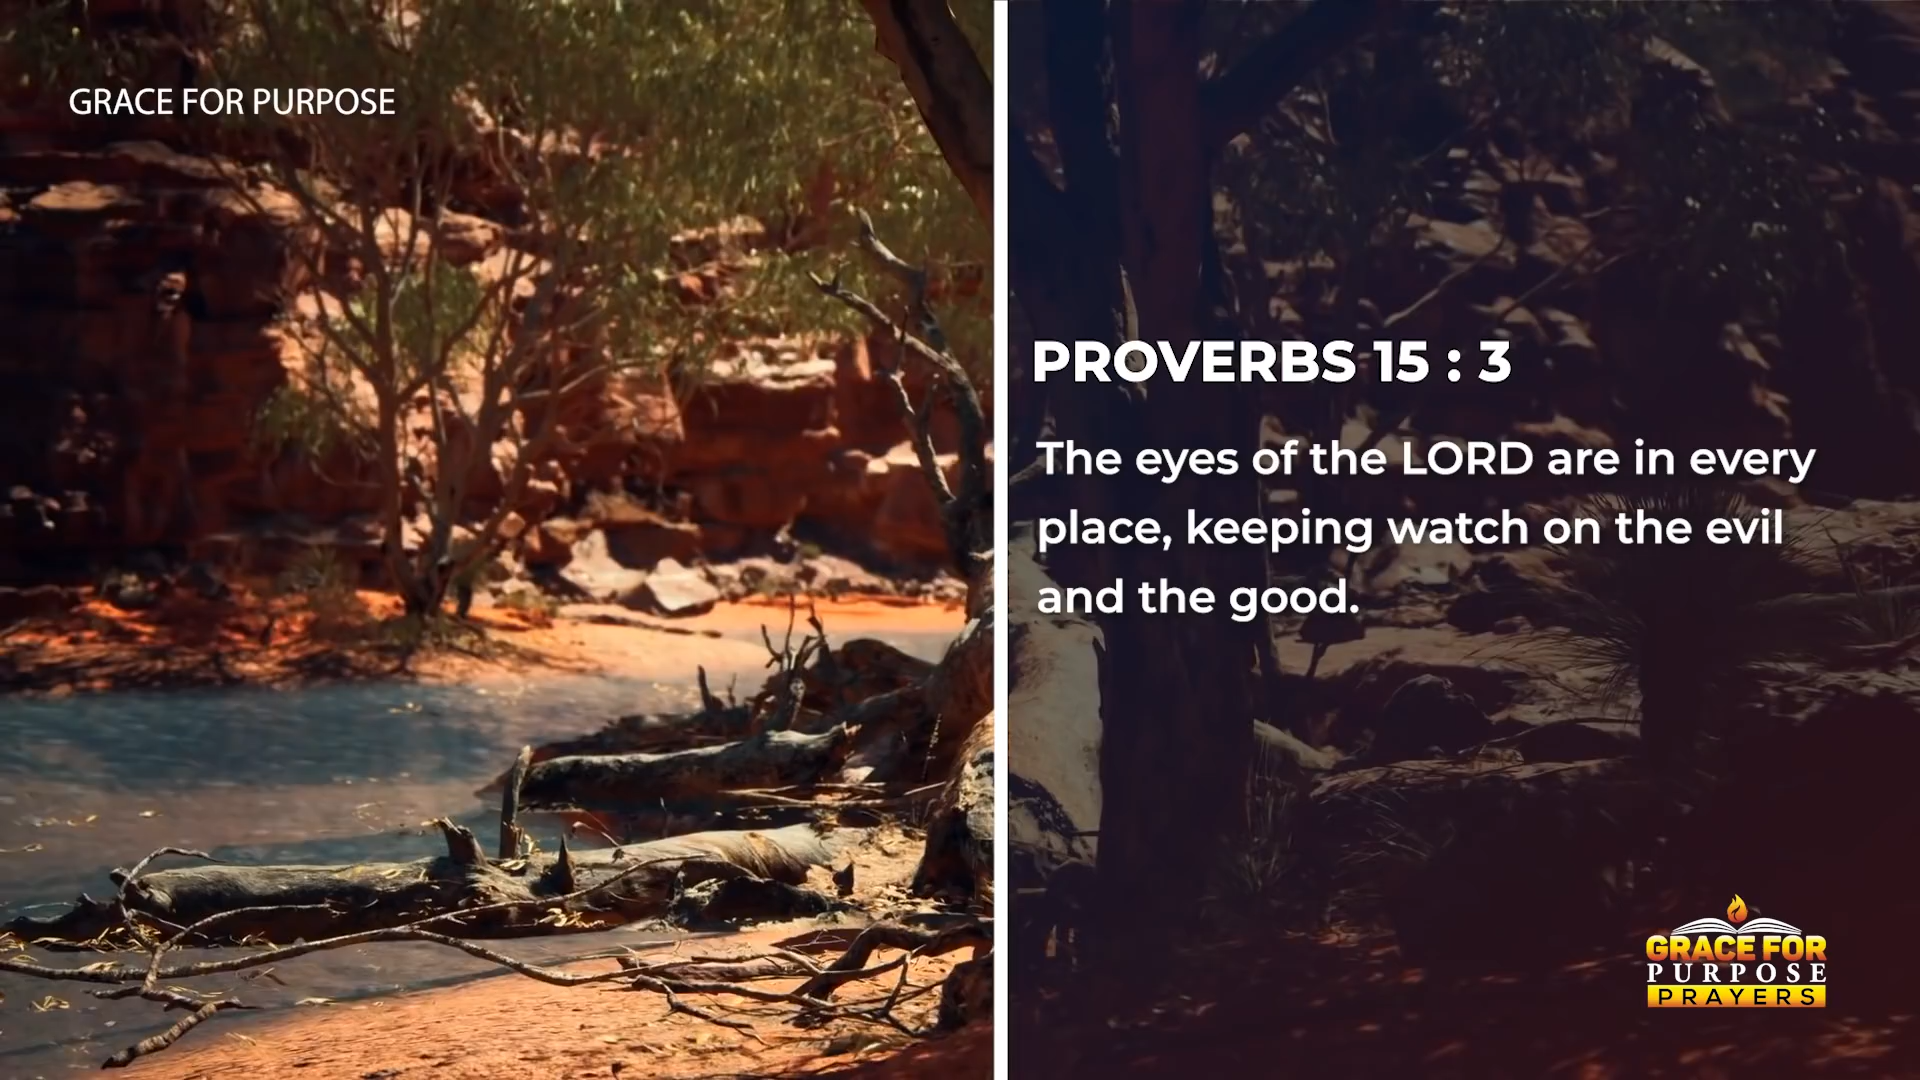 GRACE FOR PURPOSE
PROVERBS 15 : 3
The eyes of the LORD are in every
place, keeping watch on the evil
and the good.
GRACE FOR
PURPOSE
PRAYERS